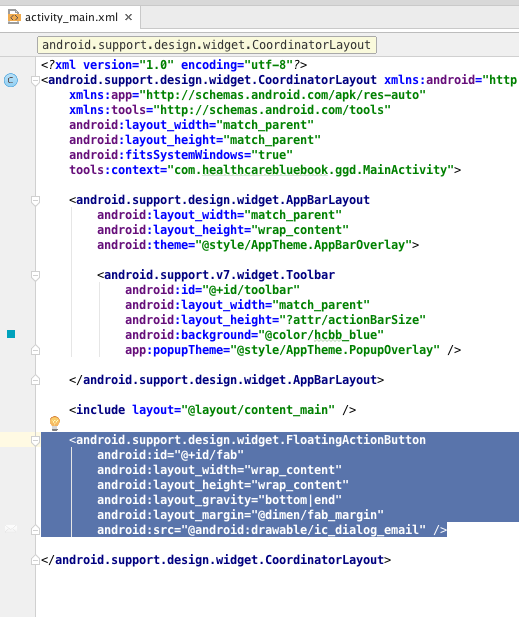 activity_main.xml ×
android.support.design.widget.CoordinatorLayout
<?xml version="1.0" encoding="utf-8"?>
<android.support.design.widget.CoordinatorLayout xmlns:android="http
xmlns:app="http://schemas.android.com/apk/res-auto"
xmlns:tools="http://schemas.android.com/tools"
android:layout_width="match_parent"
android:layout_height="match_parent"
android:fitsSystemWindows="true"
tools:context="com.healthcarebluebook.ggd.MainActivity">
<android.support.design.widget.AppBarLayout
android:layout_width="match_parent"
android:layout_height="wrap_content"
android:theme="@style/AppTheme.AppBarOverlay">
<android.support.v7.widget.Toolbar
android:id="@+id/toolbar"
android:layout_width="match_parent"
android:layout_height="?attr/actionBarSize"
android:background="@color/hcbb_blue"
app:popupTheme="@style/AppTheme.PopupOverlay" />
</android.support.design.widget.AppBarLayout>
<include layout="@layout/content_main" />
<android.support.design.widget.FloatingActionButton
android:id="@+id/fab"
android:layout_width="wrap_content"
android:layout_height="wrap_content"
android:layout_gravity="bottom|end"
android:layout_margin="@dimen/fab_margin"
android:src="@android:drawable/ic_dialog_email" />
</android.support.design.widget.CoordinatorLayout>